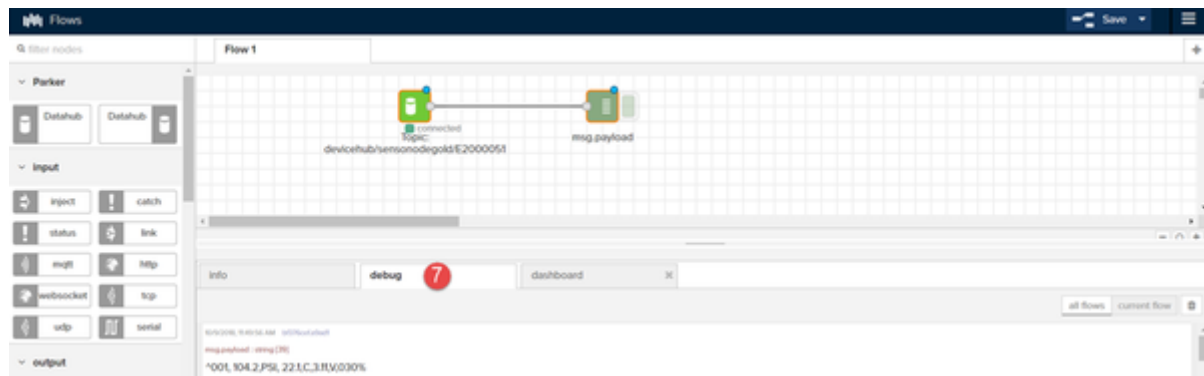 Flows
Save
filter nodes
Flow 1
Parker
Datahub
Datahub
connected
Topic:
devicehub/sensonodegold/E2000051
msg.payload
input
inject
catch
status
link
mqtt
http
websocket
tcp
udp
serial
output
info
debug
7
dashboard
all flows
current flow
msg.payload : string [39]
^001, 104.2,PSI, 22.1,C,3.11,V,030%